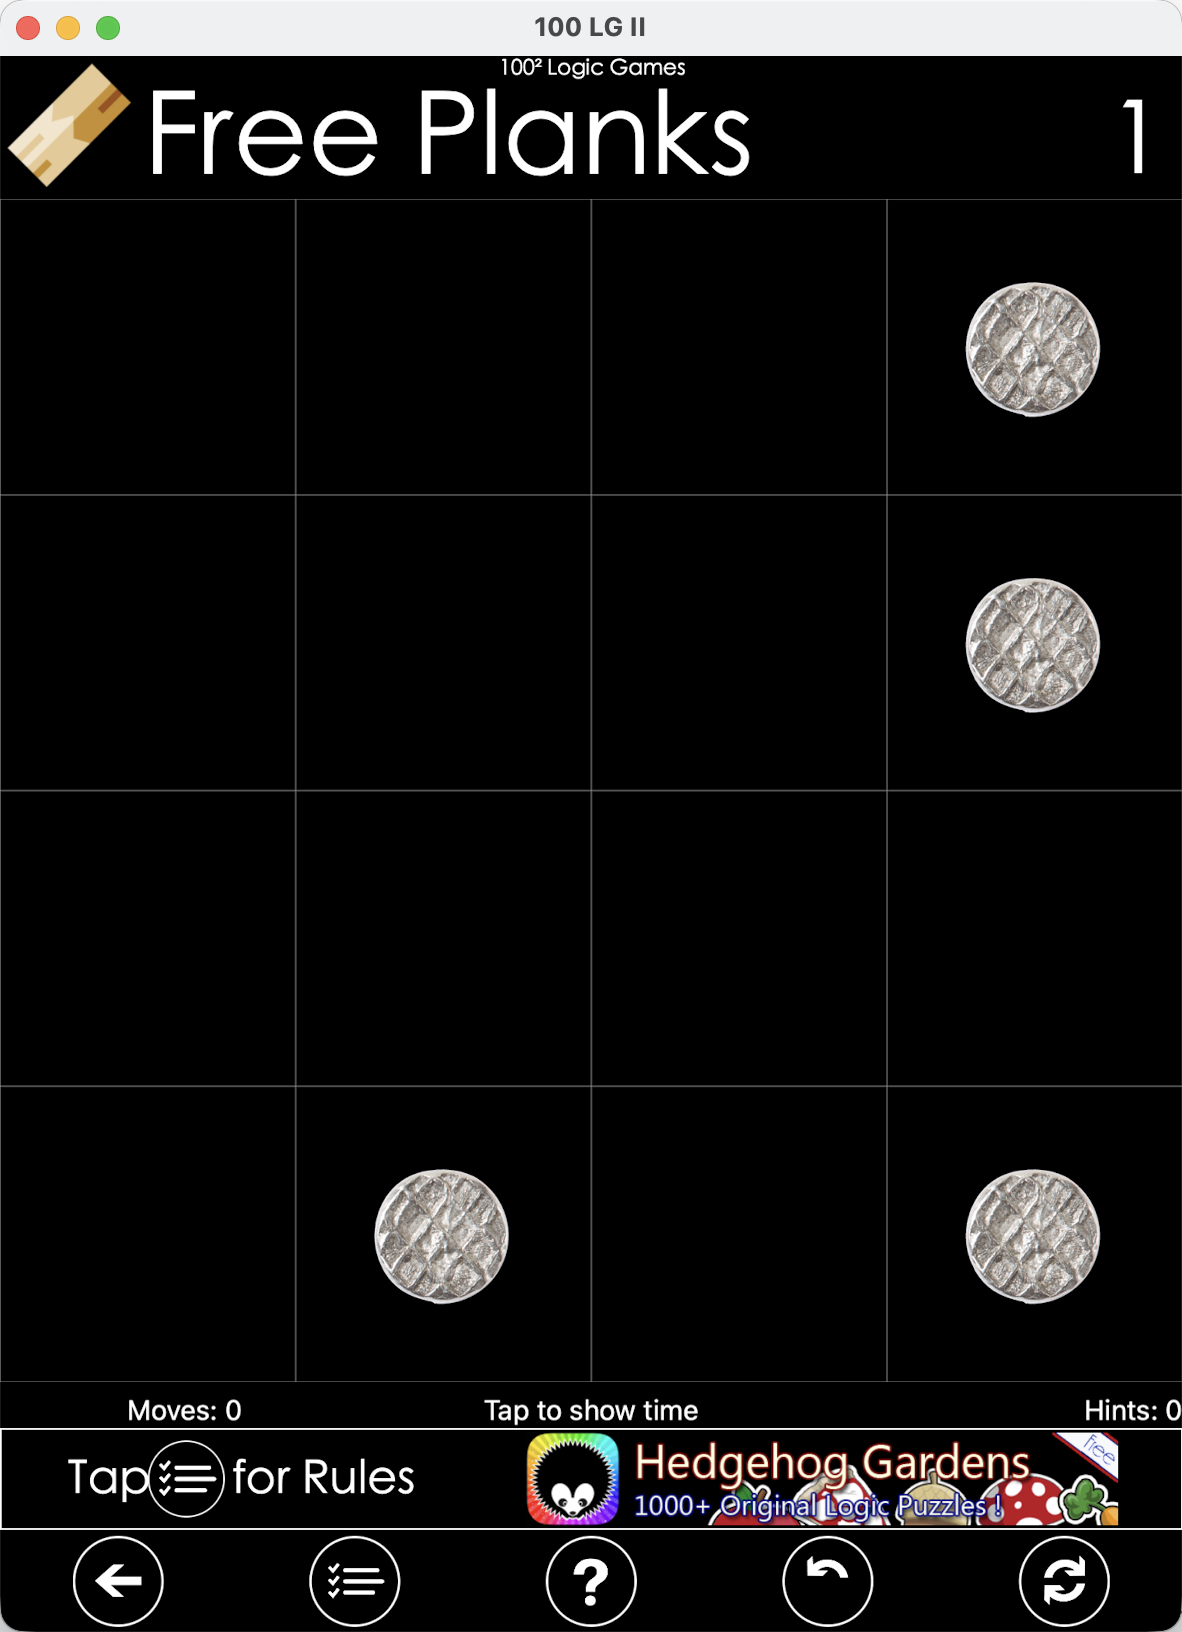 100 LG II
100² Logic Games
Free Planks
1
Moves: 0
Tap to show time
Hints: 0
Tap for Rules
Hedgehog Gardens
Free
1000+ Original Logic Puzzles !
?